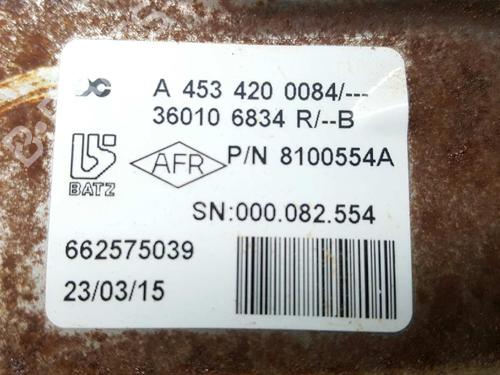 A 453 420 0084/---
36010 6834 R/--B
BATZ
AFR
P/N 8100554A
SN:000.082.554
662575039
23/03/15